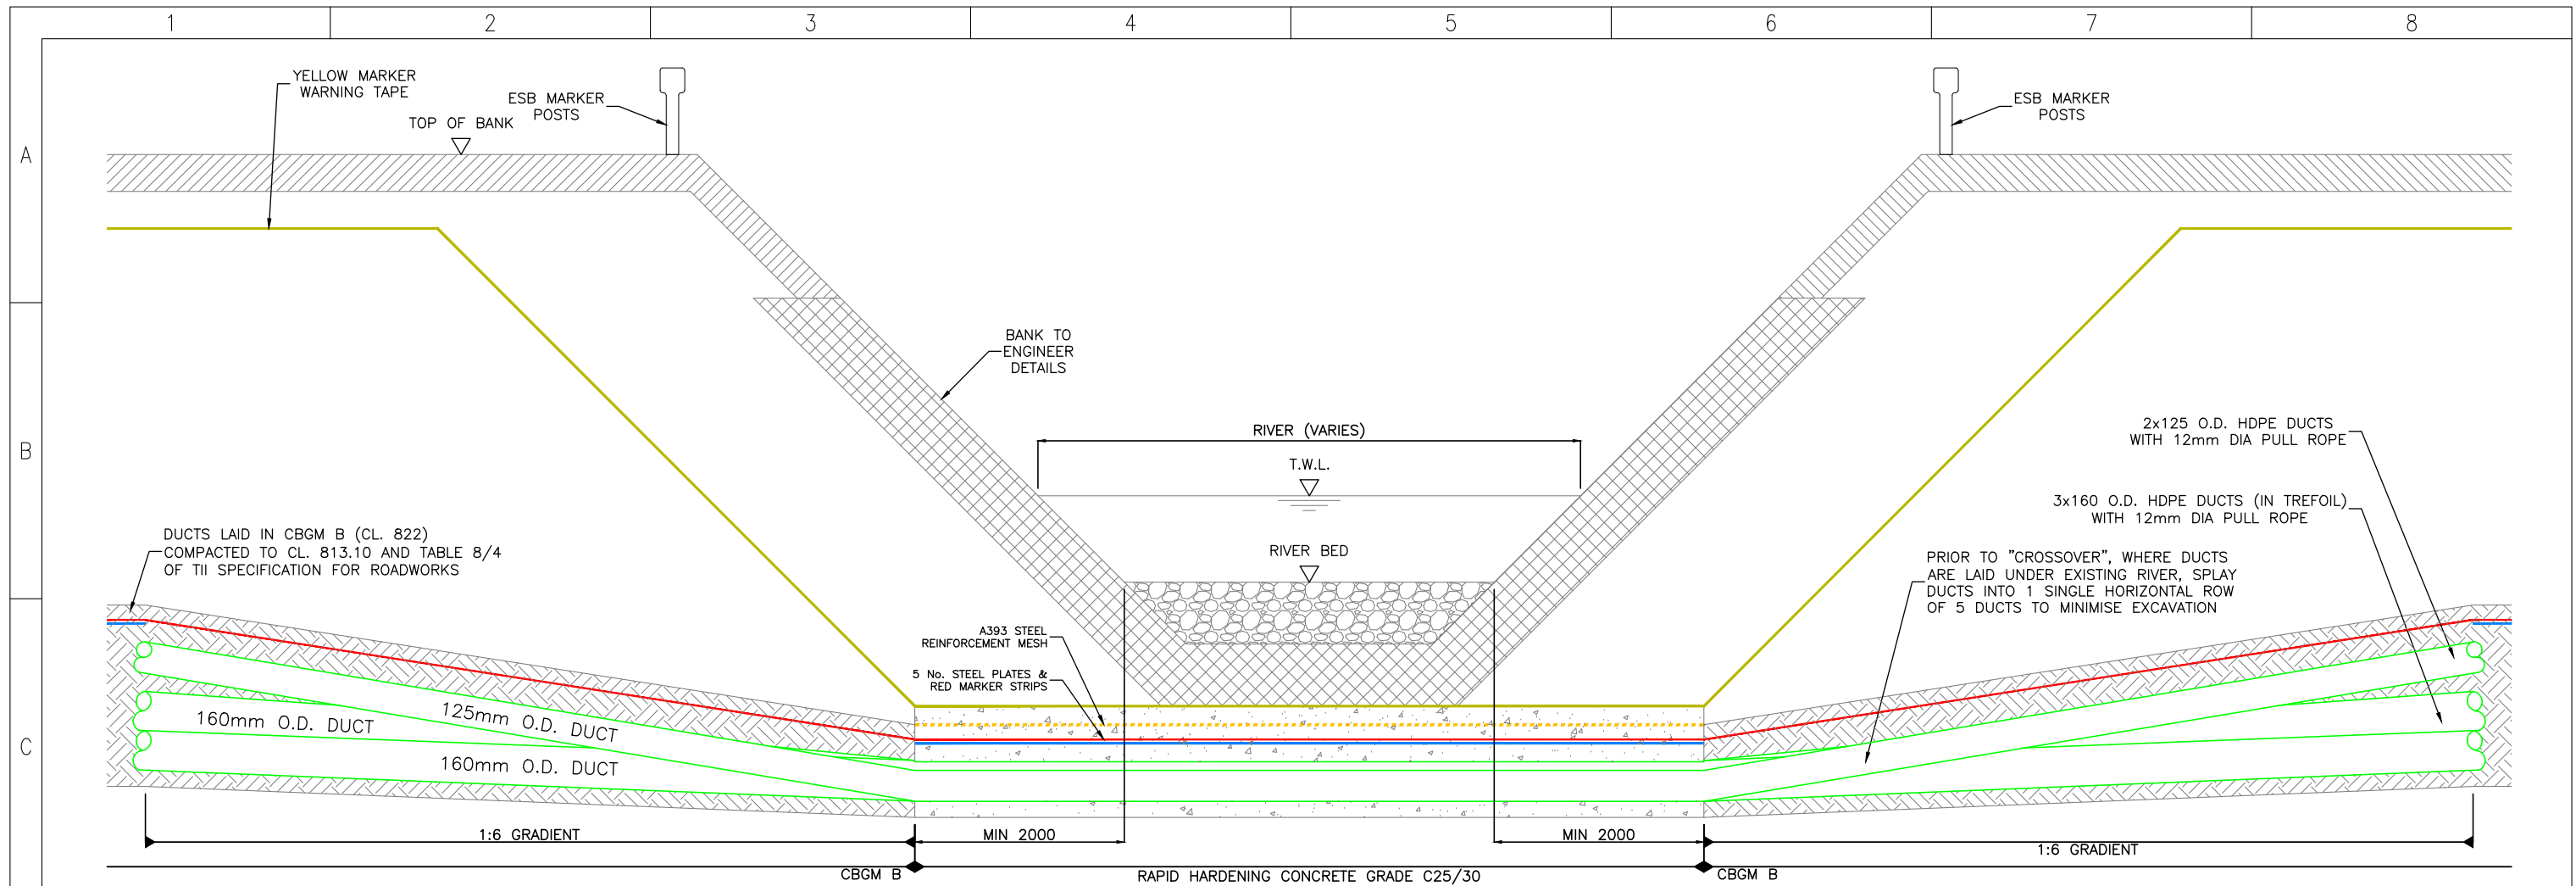 1 2 3 4 5 6 7 8
A
B
C
YELLOW MARKER
WARNING TAPE
TOP OF BANK
ESB MARKER
POSTS
ESB MARKER
POSTS
BANK TO
ENGINEER
DETAILS
RIVER (VARIES)
T.W.L.
RIVER BED
2x125 O.D. HDPE DUCTS
WITH 12mm DIA PULL ROPE
3x160 O.D. HDPE DUCTS (IN TREFOIL)
WITH 12mm DIA PULL ROPE
DUCTS LAID IN CBGM B (CL. 822)
COMPACTED TO CL. 813.10 AND TABLE 8/4
OF TII SPECIFICATION FOR ROADWORKS
PRIOR TO "CROSSOVER", WHERE DUCTS
ARE LAID UNDER EXISTING RIVER, SPLAY
DUCTS INTO 1 SINGLE HORIZONTAL ROW
OF 5 DUCTS TO MINIMISE EXCAVATION
A393 STEEL
REINFORCEMENT MESH
5 No. STEEL PLATES &
RED MARKER STRIPS
160mm O.D. DUCT
125mm O.D. DUCT
160mm O.D. DUCT
1:6 GRADIENT
MIN 2000
MIN 2000
1:6 GRADIENT
CBGM B
RAPID HARDENING CONCRETE GRADE C25/30
CBGM B